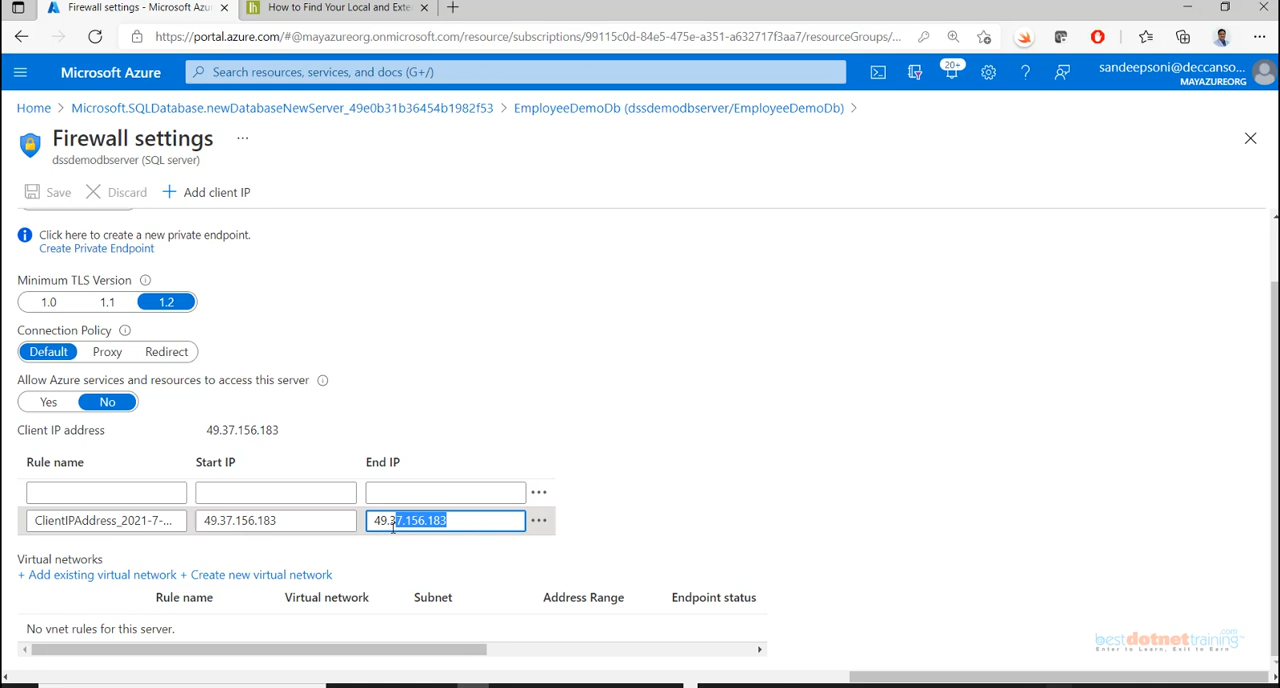 Firewall settings - Microsoft Azu
How to Find Your Local and Exte
https://portal.azure.com/#@mayazureorg.onmicrosoft.com/resource/subscriptions/99115c0d-84e5-475e-a351-a632717f3aa7/resourceGroups/...
Microsoft Azure
Search resources, services, and docs (G+/)
20+
sandeepsoni@deccanso...
MAYAZUREORG
Home > Microsoft.SQLDatabase.newDatabaseNewServer_49e0b31b36454b1982f53 > EmployeeDemoDb (dssdemodbserver/EmployeeDemoDb) >
Firewall settings ...
dssdemodbserver (SQL server)
Save Discard + Add client IP
Click here to create a new private endpoint.
Create Private Endpoint
Minimum TLS Version
1.0 1.1 1.2
Connection Policy
Default Proxy Redirect
Allow Azure services and resources to access this server
Yes No
Client IP address 49.37.156.183
Rule name Start IP End IP
ClientIPAddress_2021-7-... 49.37.156.183 49.37.156.183
Virtual networks
+ Add existing virtual network + Create new virtual network
Rule name Virtual network Subnet Address Range Endpoint status
No vnet rules for this server.
bestdotnettraining.com
Enter to Learn, Exit to Earn